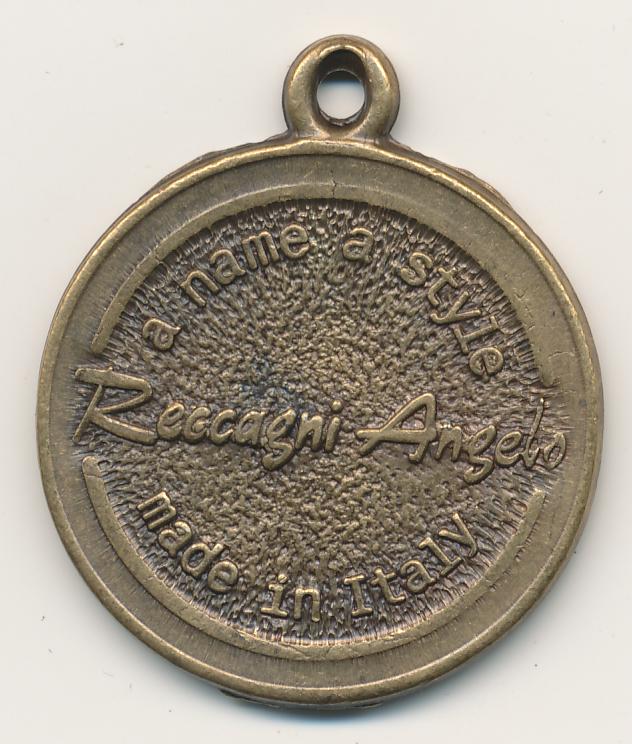 a name a style
Reccagni Angelo
made in Italy